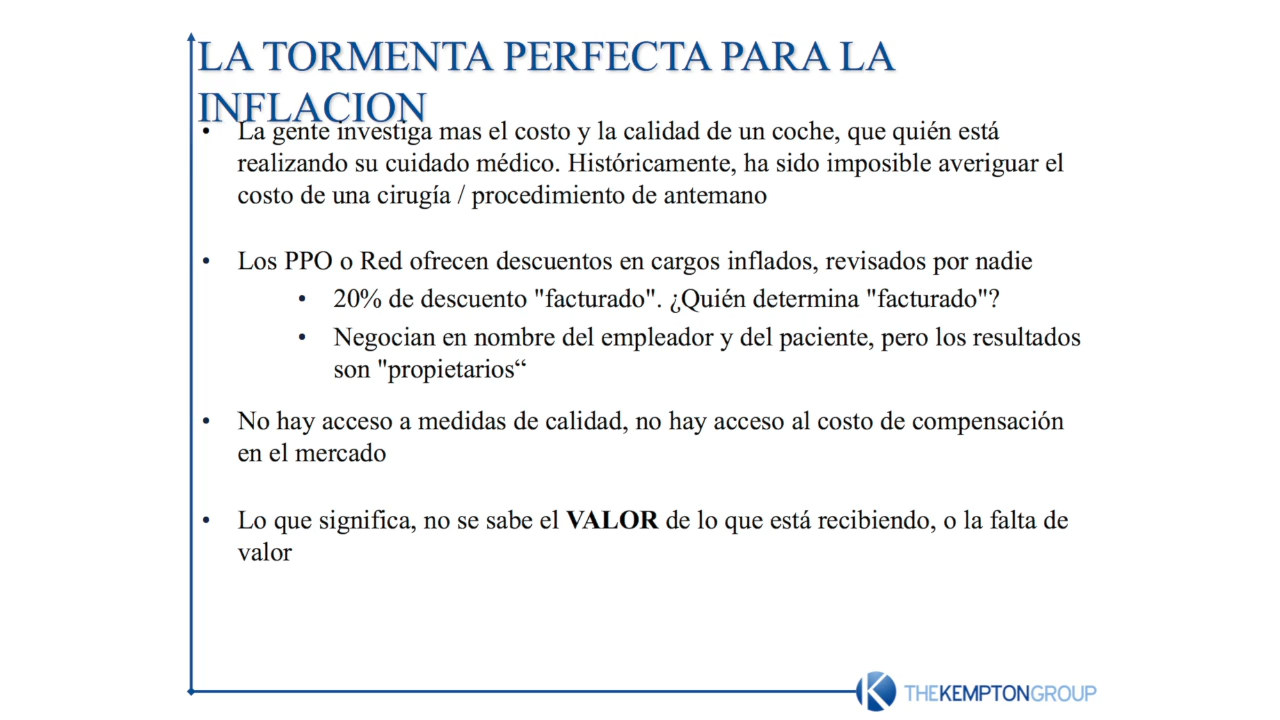 LA TORMENTA PERFECTA PARA LA
INFLACION
• La gente investiga mas el costo y la calidad de un coche, que quién está
realizando su cuidado médico. Históricamente, ha sido imposible averiguar el
costo de una cirugía / procedimiento de antemano
• Los PPO o Red ofrecen descuentos en cargos inflados, revisados por nadie
• 20% de descuento "facturado". ¿Quién determina "facturado"?
• Negocian en nombre del empleador y del paciente, pero los resultados
son "propietarios“
• No hay acceso a medidas de calidad, no hay acceso al costo de compensación
en el mercado
• Lo que significa, no se sabe el VALOR de lo que está recibiendo, o la falta de
valor
THEKEMPTONGROUP